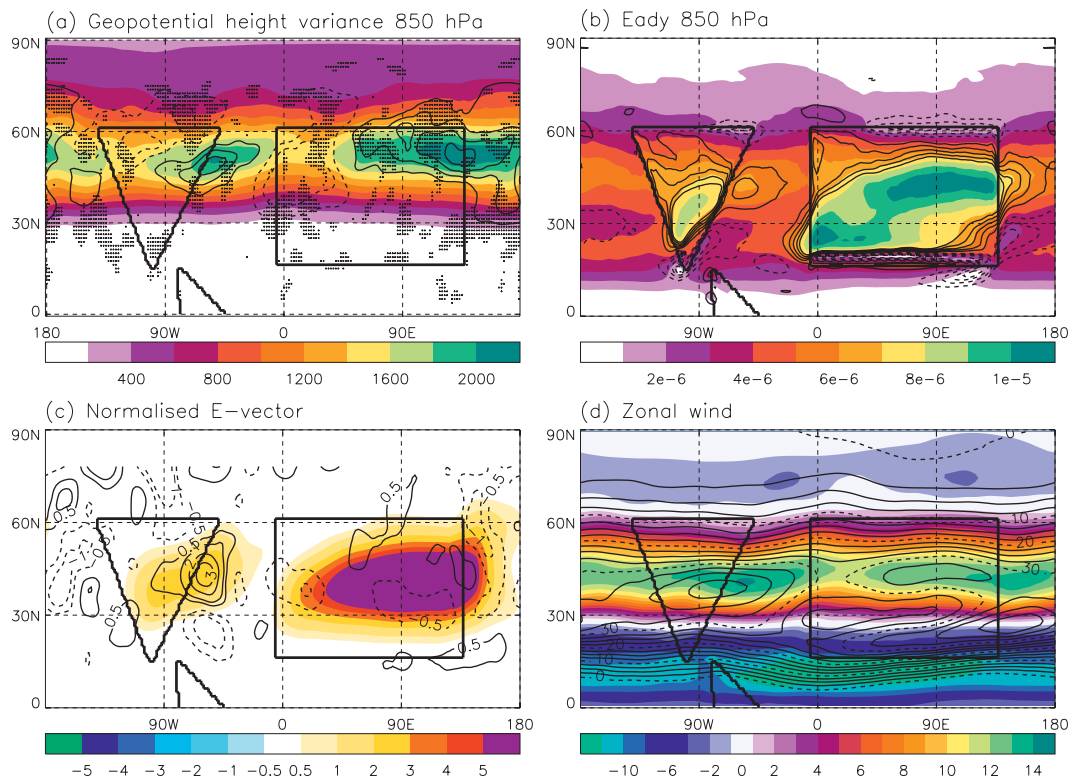 (a) Geopotential height variance 850 hPa
90N
60N
30N
0
180 90W 0 90E
400 800 1200 1600 2000
(b) Eady 850 hPa
90N
60N
30N
0
90W 0 90E 180
2e-6 4e-6 6e-6 8e-6 1e-5
(c) Normalised E-vector
90N
60N
30N
0
0.5
0.5
-0.5
3
-0.5
0.5
0.5
90W 0 90E 180
-5 -4 -3 -2 -1 -0.5 0.5 1 2 3 4 5
(d) Zonal wind
90N
60N
30N
0
0
10
20
30
30
20
10
0
90W 0 90E 180
-10 -6 -2 0 2 4 6 8 10 12 14